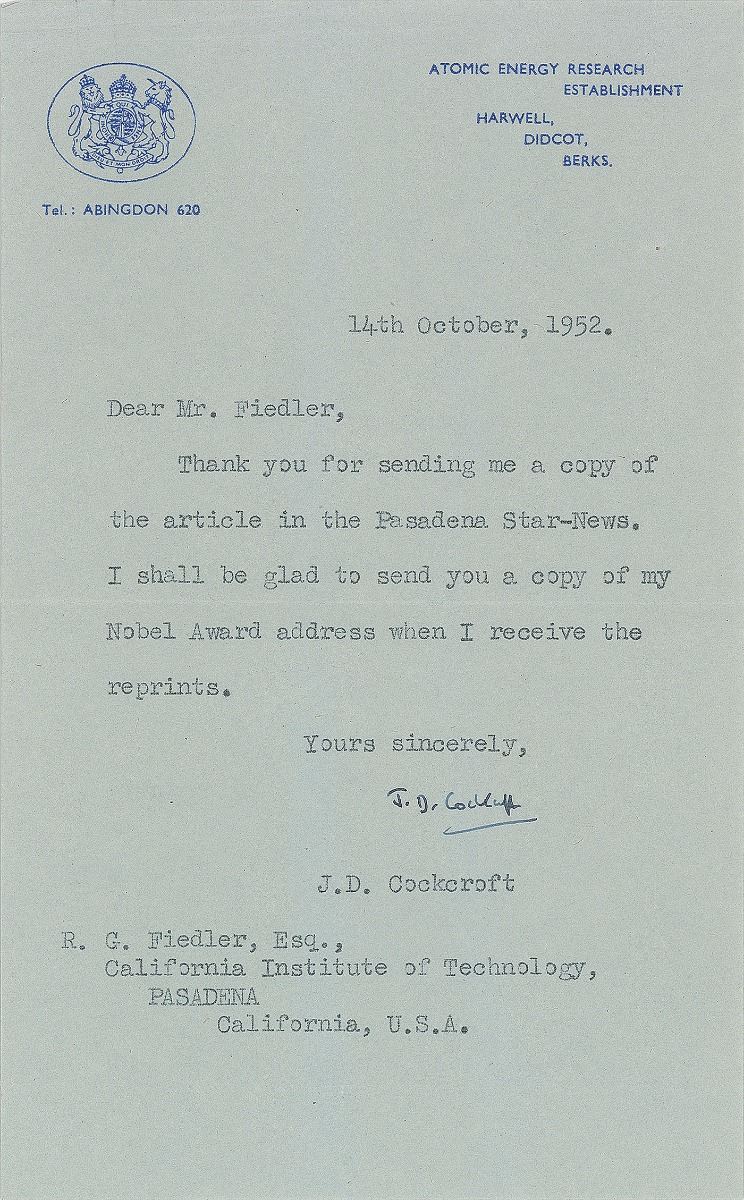 ATOMIC ENERGY RESEARCH
ESTABLISHMENT
HARWELL,
DIDCOT,
BERKS.
Tel.: ABINGDON 620
14th October, 1952.
Dear Mr. Fiedler,
Thank you for sending me a copy of
the article in the Pasadena Star-News.
I shall be glad to send you a copy of my
Nobel Award address when I receive the
reprints.
Yours sincerely,
J. D. Cockcroft
J.D. Cockcroft
R. G. Fiedler, Esq.,
California Institute of Technology,
PASADENA
California, U.S.A.